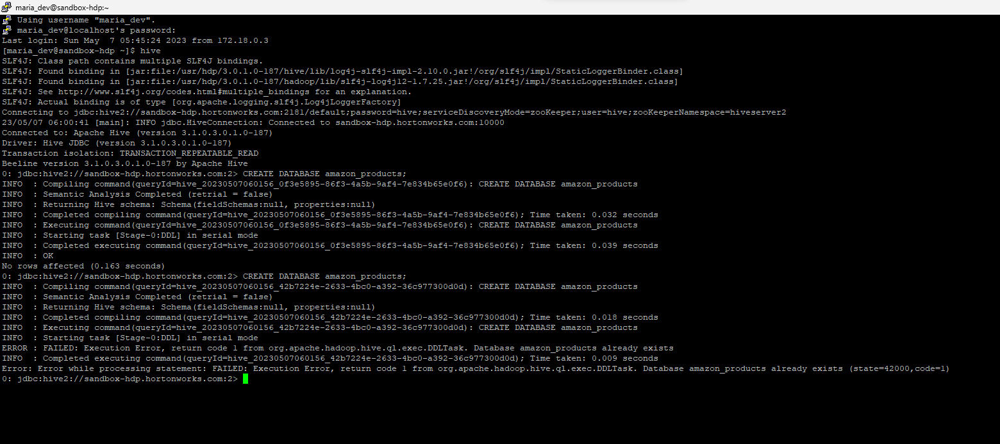 maria_dev@sandbox-hdp:~
Using username "maria_dev".
maria_dev@localhost's password:
Last login: Sun May  7 05:45:24 2023 from 172.18.0.3
[maria_dev@sandbox-hdp ~]$ hive
SLF4J: Class path contains multiple SLF4J bindings.
SLF4J: Found binding in [jar:file:/usr/hdp/3.0.1.0-187/hive/lib/log4j-slf4j-impl-2.10.0.jar!/org/slf4j/impl/StaticLoggerBinder.class]
SLF4J: Found binding in [jar:file:/usr/hdp/3.0.1.0-187/hadoop/lib/slf4j-log4j12-1.7.25.jar!/org/slf4j/impl/StaticLoggerBinder.class]
SLF4J: See http://www.slf4j.org/codes.html#multiple_bindings for an explanation.
SLF4J: Actual binding is of type [org.apache.logging.slf4j.Log4jLoggerFactory]
Connecting to jdbc:hive2://sandbox-hdp.hortonworks.com:2181/default;password=hive;serviceDiscoveryMode=zooKeeper;user=hive;zooKeeperNamespace=hiveserver2
23/05/07 06:00:41 [main]: INFO jdbc.HiveConnection: Connected to sandbox-hdp.hortonworks.com:10000
Connected to: Apache Hive (version 3.1.0.3.0.1.0-187)
Driver: Hive JDBC (version 3.1.0.3.0.1.0-187)
Transaction isolation: TRANSACTION_REPEATABLE_READ
Beeline version 3.1.0.3.0.1.0-187 by Apache Hive
0: jdbc:hive2://sandbox-hdp.hortonworks.com:2> CREATE DATABASE amazon_products;
INFO  : Compiling command(queryId=hive_20230507060156_0f3e5895-86f3-4a5b-9af4-7e834b65e0f6): CREATE DATABASE amazon_products
INFO  : Semantic Analysis Completed (retrial = false)
INFO  : Returning Hive schema: Schema(fieldSchemas:null, properties:null)
INFO  : Completed compiling command(queryId=hive_20230507060156_0f3e5895-86f3-4a5b-9af4-7e834b65e0f6); Time taken: 0.032 seconds
INFO  : Executing command(queryId=hive_20230507060156_0f3e5895-86f3-4a5b-9af4-7e834b65e0f6): CREATE DATABASE amazon_products
INFO  : Starting task [Stage-0:DDL] in serial mode
INFO  : Completed executing command(queryId=hive_20230507060156_0f3e5895-86f3-4a5b-9af4-7e834b65e0f6); Time taken: 0.039 seconds
INFO  : OK
No rows affected (0.163 seconds)
0: jdbc:hive2://sandbox-hdp.hortonworks.com:2> CREATE DATABASE amazon_products;
INFO  : Compiling command(queryId=hive_20230507060156_42b7224e-2633-4bc0-a392-36c977300d0d): CREATE DATABASE amazon_products
INFO  : Semantic Analysis Completed (retrial = false)
INFO  : Returning Hive schema: Schema(fieldSchemas:null, properties:null)
INFO  : Completed compiling command(queryId=hive_20230507060156_42b7224e-2633-4bc0-a392-36c977300d0d); Time taken: 0.018 seconds
INFO  : Executing command(queryId=hive_20230507060156_42b7224e-2633-4bc0-a392-36c977300d0d): CREATE DATABASE amazon_products
INFO  : Starting task [Stage-0:DDL] in serial mode
ERROR : FAILED: Execution Error, return code 1 from org.apache.hadoop.hive.ql.exec.DDLTask. Database amazon_products already exists
INFO  : Completed executing command(queryId=hive_20230507060156_42b7224e-2633-4bc0-a392-36c977300d0d); Time taken: 0.009 seconds
Error: Error while processing statement: FAILED: Execution Error, return code 1 from org.apache.hadoop.hive.ql.exec.DDLTask. Database amazon_products already exists (state=42000,code=1)
0: jdbc:hive2://sandbox-hdp.hortonworks.com:2>